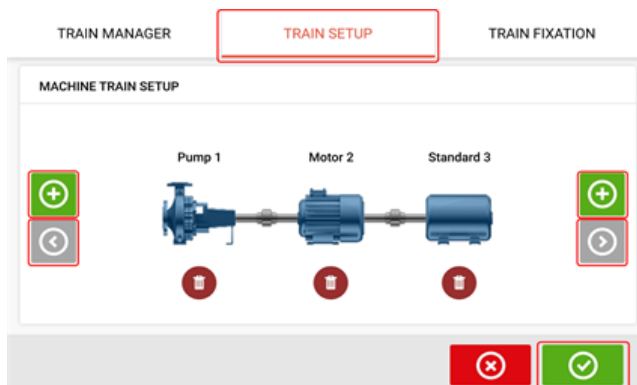 TRAIN MANAGER TRAIN SETUP TRAIN FIXATION
MACHINE TRAIN SETUP
Pump 1 Motor 2 Standard 3